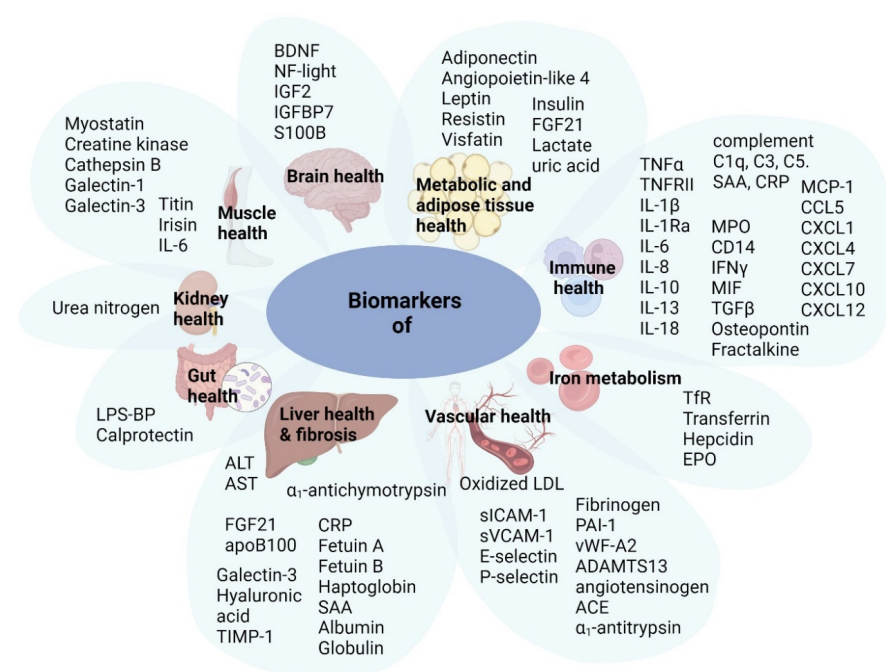 BDNF
NF-light
IGF2
IGFBP7
S100B
Brain health
Adiponectin
Angiopoietin-like 4
Leptin
Resistin
Visfatin
Insulin
FGF21
Lactate
uric acid
Metabolic and
adipose tissue
health
Myostatin
Creatine kinase
Cathepsin B
Galectin-1
Galectin-3
Titin
Irisin
IL-6
Muscle
health
TNFα
TNFRII
IL-1β
IL-1Ra
IL-6
IL-8
IL-10
IL-13
IL-18
complement
C1q, C3, C5.
SAA, CRP
MPO
CD14
IFNγ
MIF
TGFβ
Osteopontin
Fractalkine
MCP-1
CCL5
CXCL1
CXCL4
CXCL7
CXCL10
CXCL12
Immune
health
Biomarkers
of
Urea nitrogen
Kidney
health
Gut
health
LPS-BP
Calprotectin
Iron metabolism
TfR
Transferrin
Hepcidin
EPO
Liver health
& fibrosis
ALT
AST
α₁-antichymotrypsin
FGF21
apoB100
Galectin-3
Hyaluronic
acid
TIMP-1
CRP
Fetuin A
Fetuin B
Haptoglobin
SAA
Albumin
Globulin
Vascular health
Oxidized LDL
sICAM-1
sVCAM-1
E-selectin
P-selectin
Fibrinogen
PAI-1
vWF-A2
ADAMTS13
angiotensinogen
ACE
α₁-antitrypsin